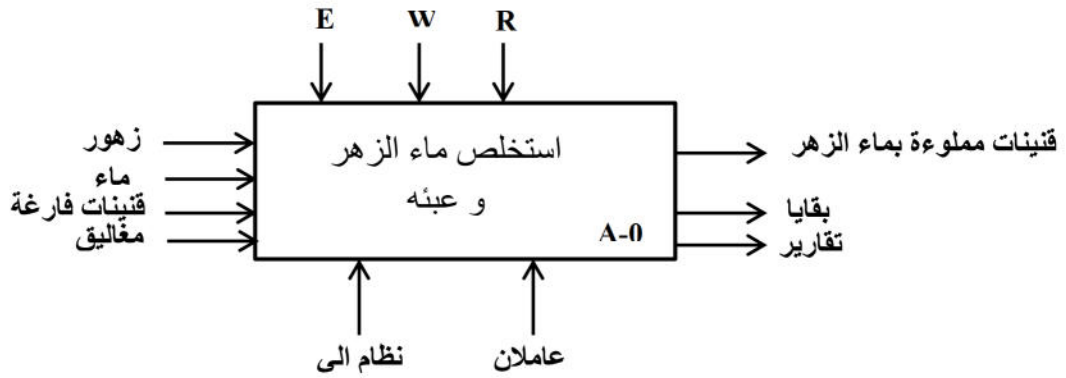 E W R
زهور
ماء
قنينات فارغة
مغاليق
استخلص ماء الزهر
و عبئه
A-0
قنينات مملوءة بماء الزهر
بقايا
تقارير
نظام الى
عاملان